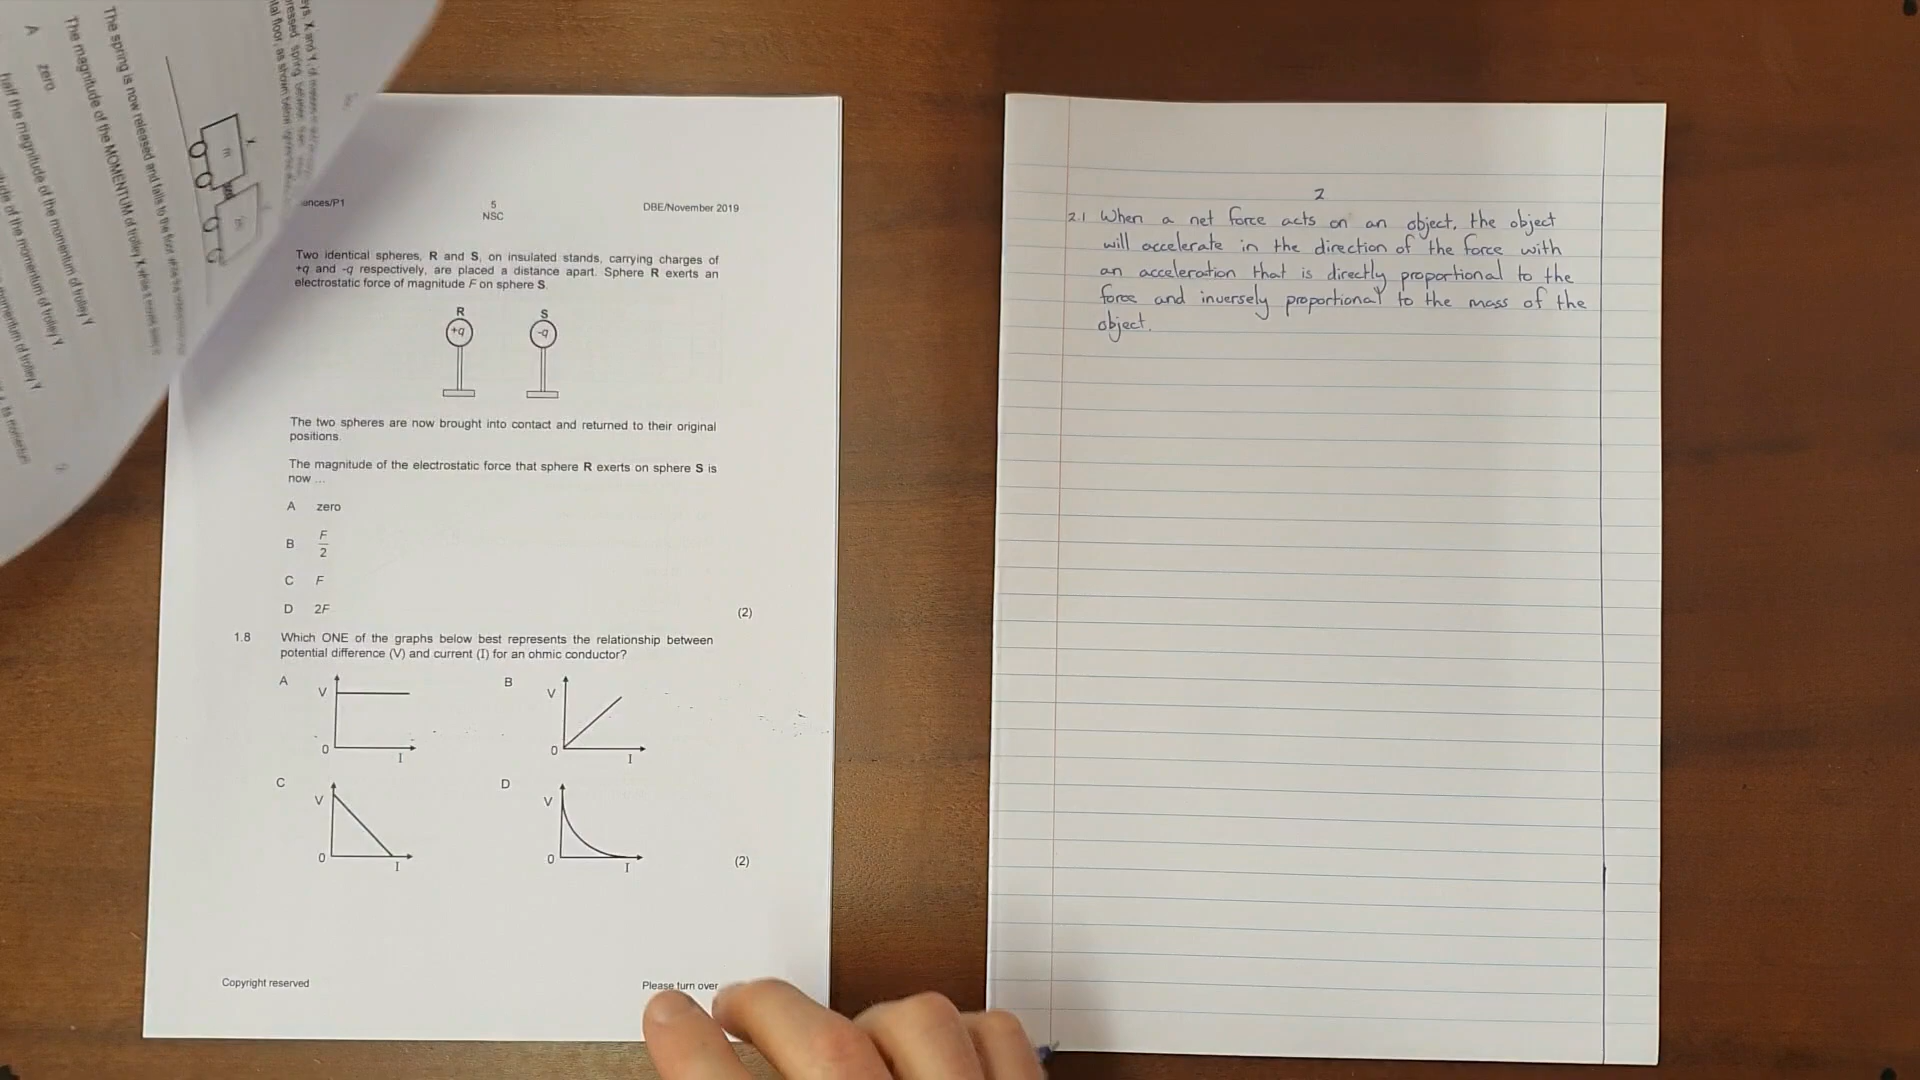 The spring is now released and falls to the floor
The magnitude of the MOMENTUM of trolley X
A zero
half the magnitude of the momentum of trolley Y.
X
m
ences/P1
5
NSC
DBE/November 2019
Two identical spheres, R and S, on insulated stands, carrying charges of
+q and -q respectively, are placed a distance apart. Sphere R exerts an
electrostatic force of magnitude F on sphere S.
R S
+q -q
The two spheres are now brought into contact and returned to their original
positions.
The magnitude of the electrostatic force that sphere R exerts on sphere S is
now ...
A zero
B F/2
C F
D 2F
(2)
1.8 Which ONE of the graphs below best represents the relationship between
potential difference (V) and current (I) for an ohmic conductor?
A V 0 I
B V 0 I
C V 0 I
D V 0 I
(2)
Copyright reserved
Please turn over
2
2.1 When a net force acts on an object, the object
will accelerate in the direction of the force with
an acceleration that is directly proportional to the
force and inversely proportional to the mass of the
object.